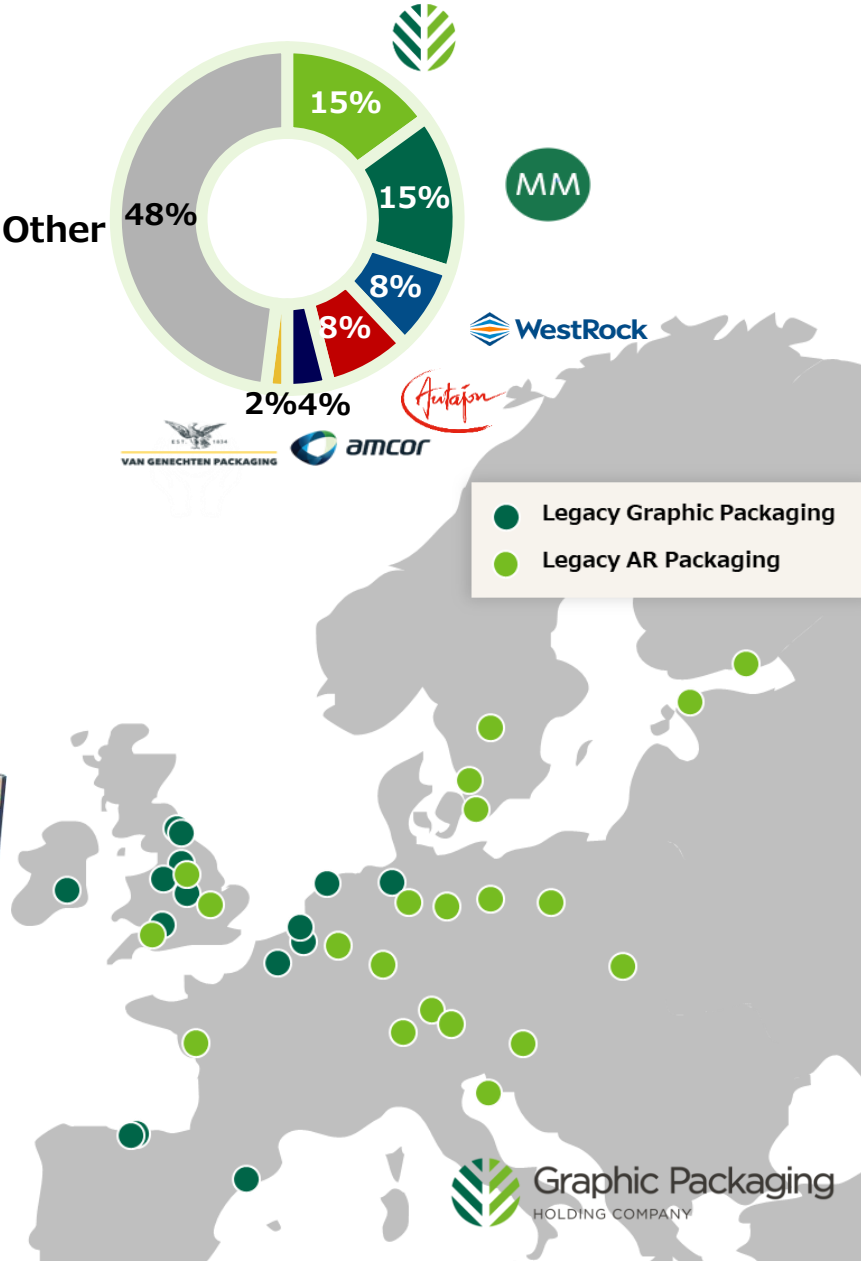 15%
MM
15%
48%
Other
8%
8%
WestRock
Autajon
2%
4%
EST. 1834
VAN GENECHTEN PACKAGING
amcor
Legacy Graphic Packaging
Legacy AR Packaging
Graphic Packaging
HOLDING COMPANY